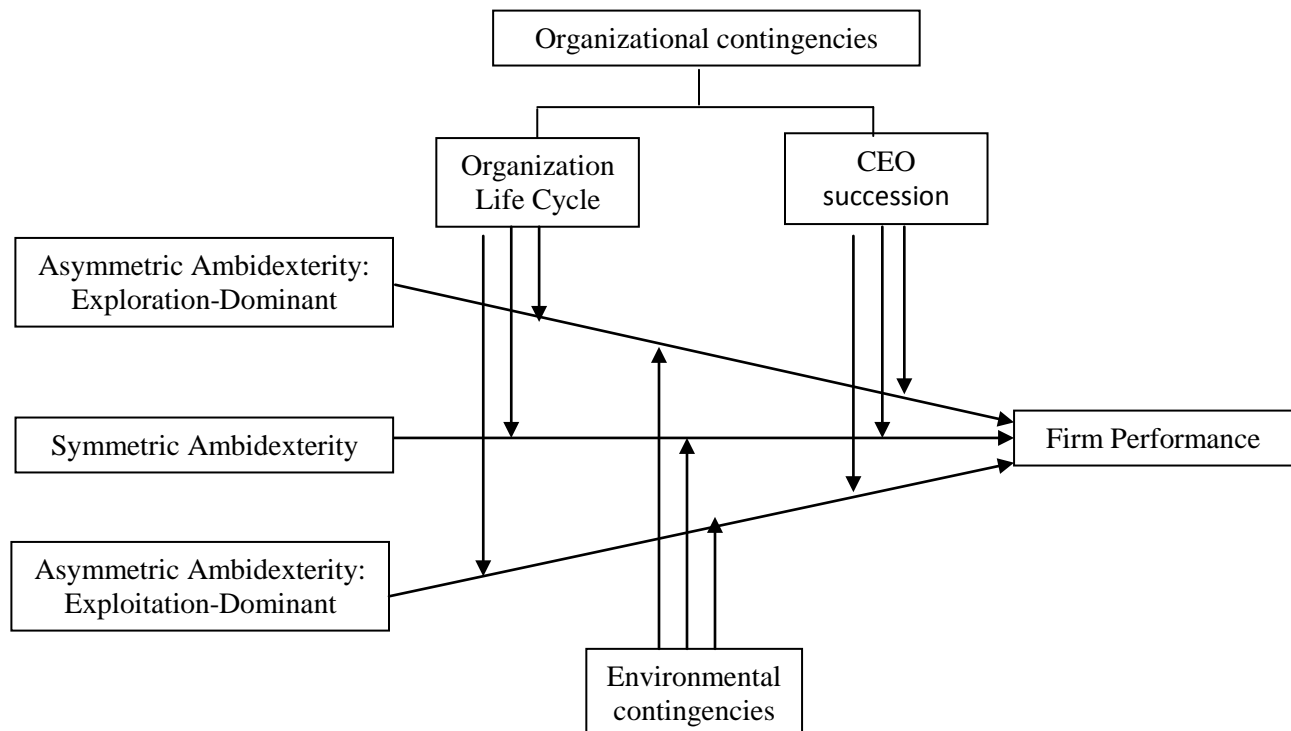 Organizational contingencies
Organization
Life Cycle
CEO
succession
Asymmetric Ambidexterity:
Exploration-Dominant
Symmetric Ambidexterity
Firm Performance
Asymmetric Ambidexterity:
Exploitation-Dominant
Environmental
contingencies